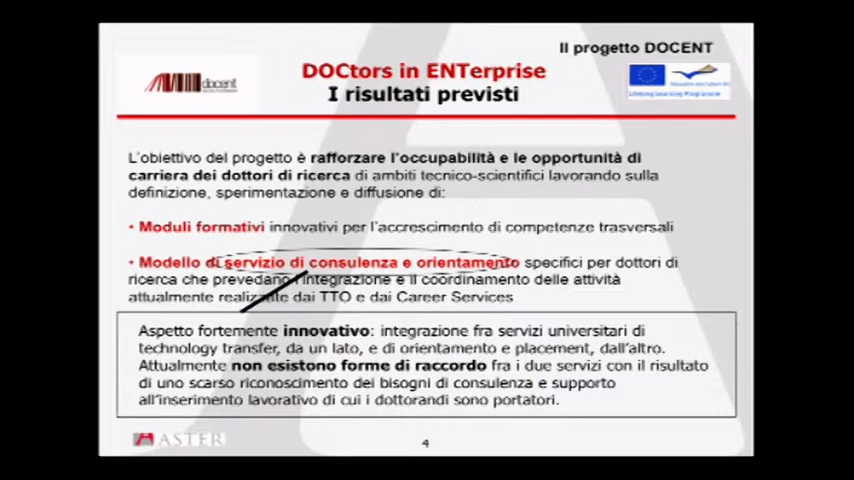 Il progetto DOCENT
docent
DOCtors in ENTerprise
I risultati previsti
Lifelong Learning Programme
L'obiettivo del progetto è rafforzare l'occupabilità e le opportunità di
carriera dei dottori di ricerca di ambiti tecnico-scientifici lavorando sulla
definizione, sperimentazione e diffusione di:
• Moduli formativi innovativi per l'accrescimento di competenze trasversali
• Modello di servizio di consulenza e orientamento specifici per dottori di
ricerca che prevedano l'integrazione e il coordinamento delle attività
attualmente realizzate dai TTO e dai Career Services
Aspetto fortemente innovativo: integrazione fra servizi universitari di
technology transfer, da un lato, e di orientamento e placement, dall'altro.
Attualmente non esistono forme di raccordo fra i due servizi con il risultato
di uno scarso riconoscimento dei bisogni di consulenza e supporto
all'inserimento lavorativo di cui i dottorandi sono portatori.
ASTER
4